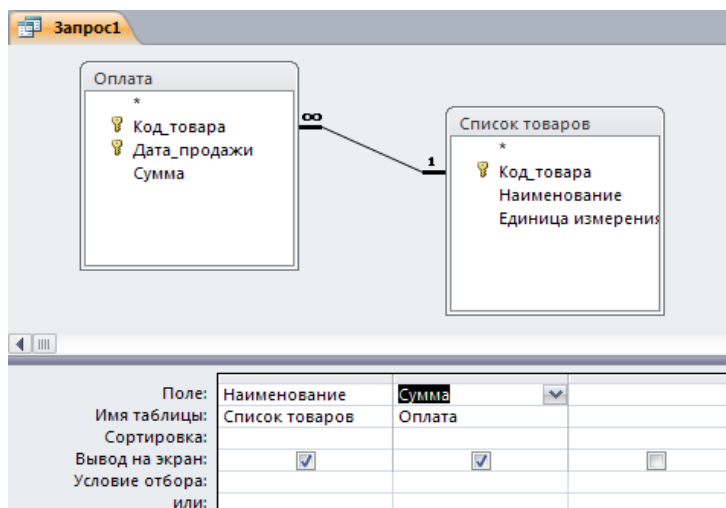 Запрос1
Оплата
*
Код_товара
Дата_продажи
Сумма
∞
1
Список товаров
*
Код_товара
Наименование
Единица измерения
Поле: Наименование Сумма
Имя таблицы: Список товаров Оплата
Сортировка:
Вывод на экран:
Условие отбора:
или: